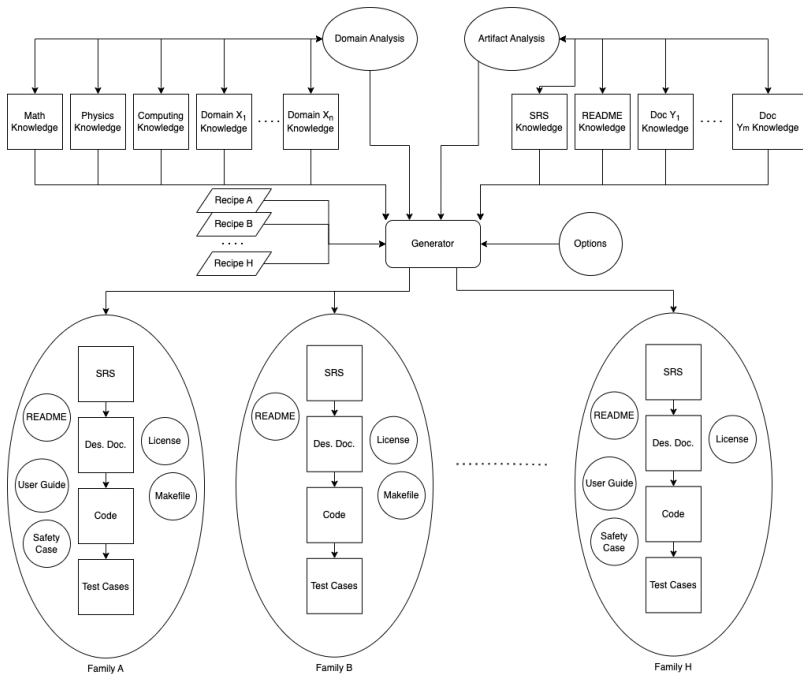 Domain Analysis
Artifact Analysis
Math
Knowledge
Physics
Knowledge
Computing
Knowledge
Domain X1
Knowledge
. . . .
Domain Xn
Knowledge
SRS
Knowledge
README
Knowledge
Doc Y1
Knowledge
. . . .
Doc
Ym Knowledge
Recipe A
Recipe B
. . . .
Recipe H
Generator
Options
SRS
README
Des. Doc.
License
User Guide
Makefile
Code
Safety
Case
Test Cases
Family A
SRS
README
Des. Doc.
License
Makefile
Code
Test Cases
Family B
SRS
README
Des. Doc.
License
User Guide
Code
Safety
Case
Test Cases
Family H